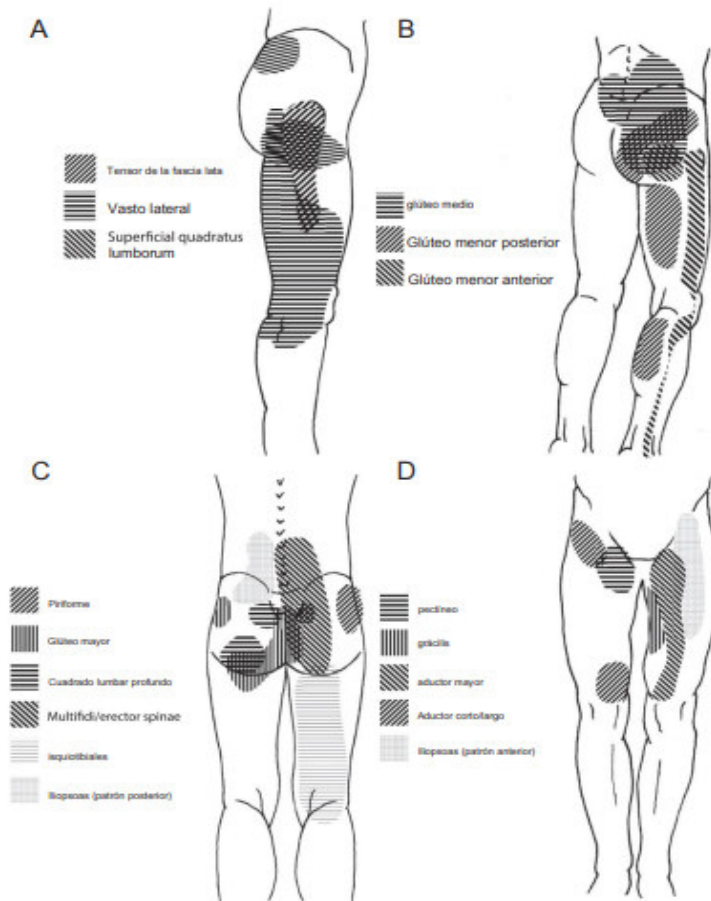 A
Tensor de la fascia lata
Vasto lateral
Superficial quadratus
lumborum
B
glúteo medio
Glúteo menor posterior
Glúteo menor anterior
C
Piriforme
Glúteo mayor
Cuadrado lumbar profundo
Multifidi/erector spinae
isquiotibiales
Iliopsoas (patrón posterior)
D
pectíneo
grácilis
aductor mayor
Aductor corto/largo
Iliopsoas (patrón anterior)